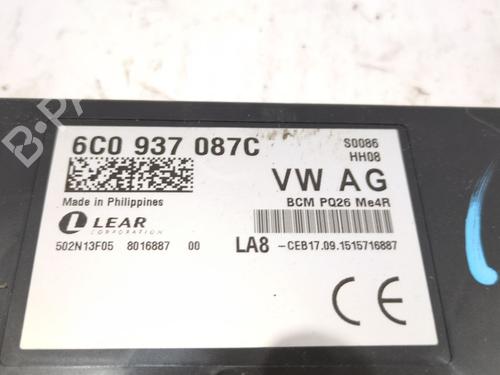 6C0 937 087C
S0086
HH08
VW AG
Made in Philippines
BCM PQ26 Me4R
LEAR
CORPORATION
502N13F05 8016887 00
LA8 -CEB17.09.1515716887
CE
B-PA